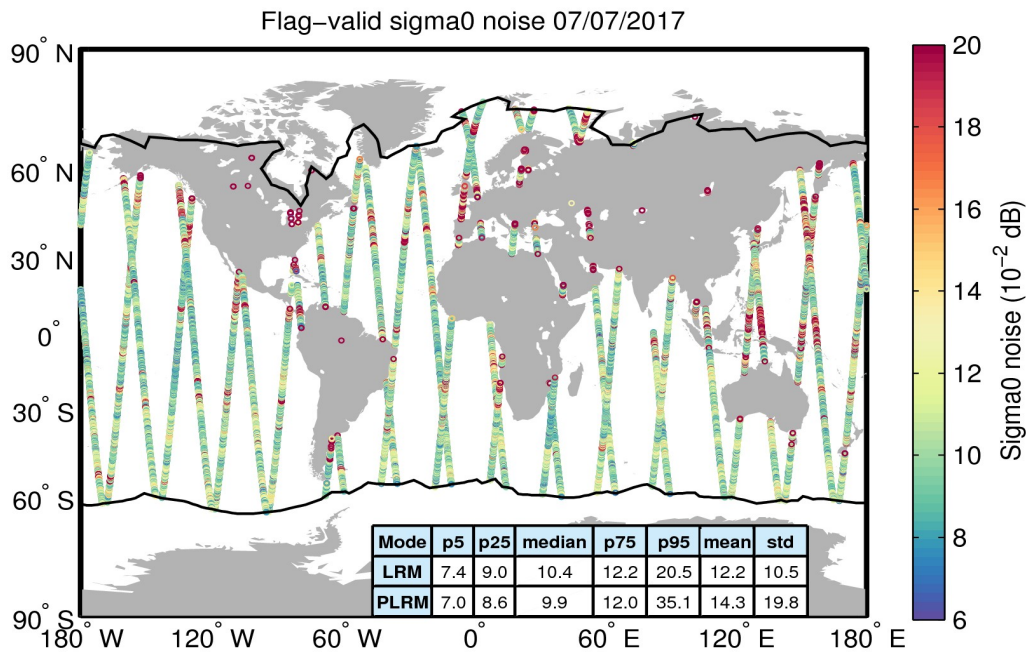 Flag−valid sigma0 noise 07/07/2017
90° N
60° N
30° N
0°
30° S
60° S
90° S
180° W 120° W 60° W 0° 60° E 120° E 180° E
Mode p5 p25 median p75 p95 mean std
LRM 7.4 9.0 10.4 12.2 20.5 12.2 10.5
PLRM 7.0 8.6 9.9 12.0 35.1 14.3 19.8
20
18
16
14
12
10
8
6
Sigma0 noise (10⁻² dB)